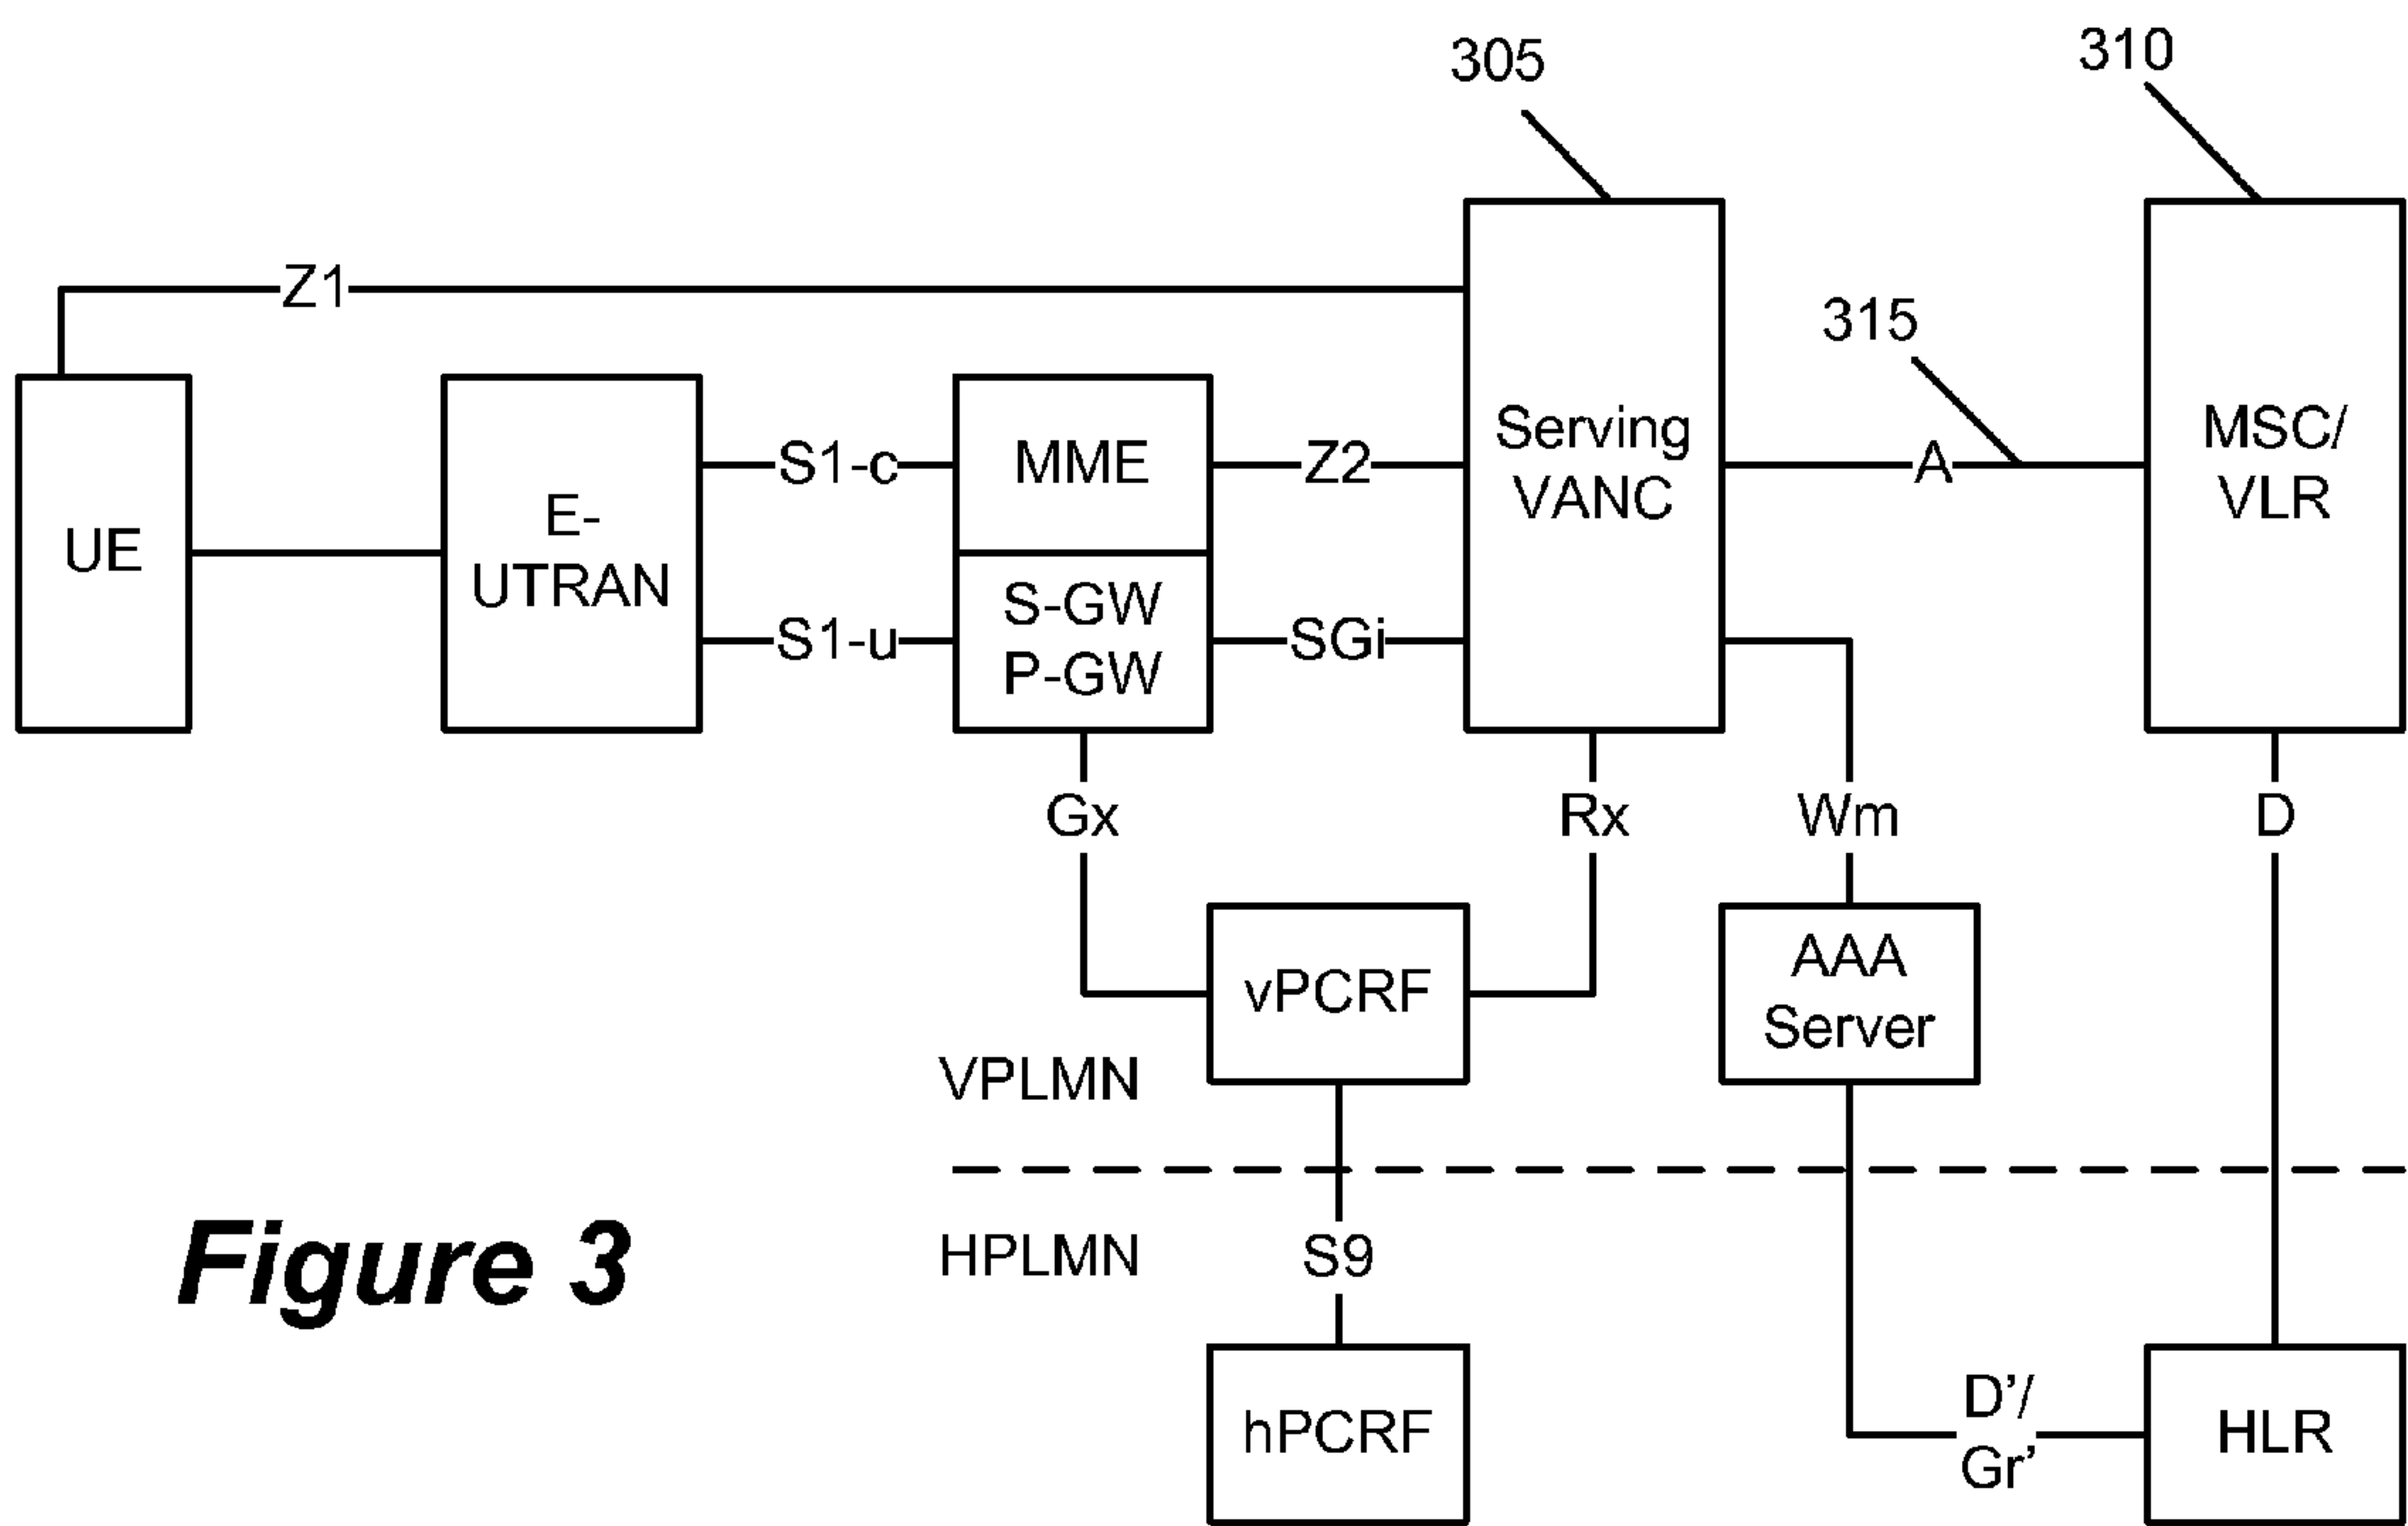 305
310
Z1
315
UE
E-
UTRAN
S1-c
MME
Z2
Serving
VANC
A
MSC/
VLR
S1-u
S-GW
P-GW
SGi
Gx
Rx
Wm
D
vPCRF
AAA
Server
VPLMN
HPLMN
S9
Figure 3
hPCRF
D’/
Gr’
HLR